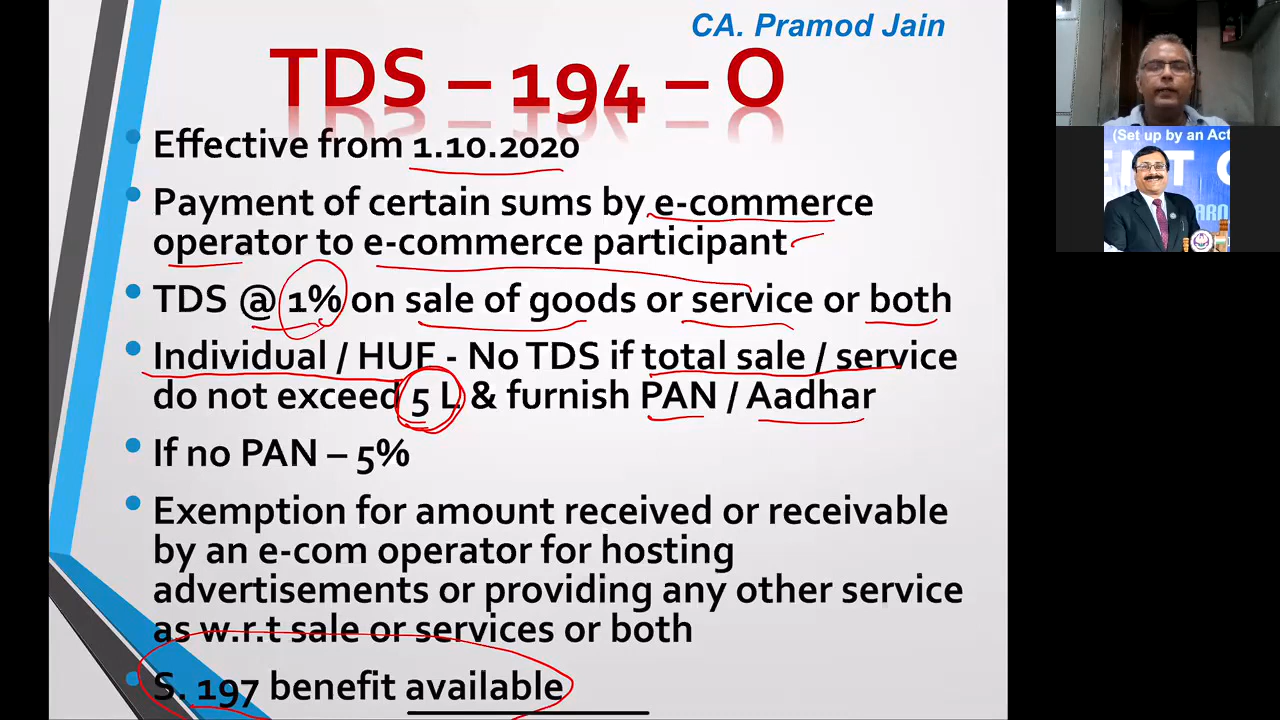 CA. Pramod Jain
TDS – 194 – O
Effective from 1.10.2020
Payment of certain sums by e-commerce
operator to e-commerce participant
TDS @ 1% on sale of goods or service or both
Individual / HUF - No TDS if total sale / service
do not exceed 5 L & furnish PAN / Aadhar
If no PAN – 5%
Exemption for amount received or receivable
by an e-com operator for hosting
advertisements or providing any other service
as w.r.t sale or services or both
S. 197 benefit available
(Set up by an Act
ENT
ARN